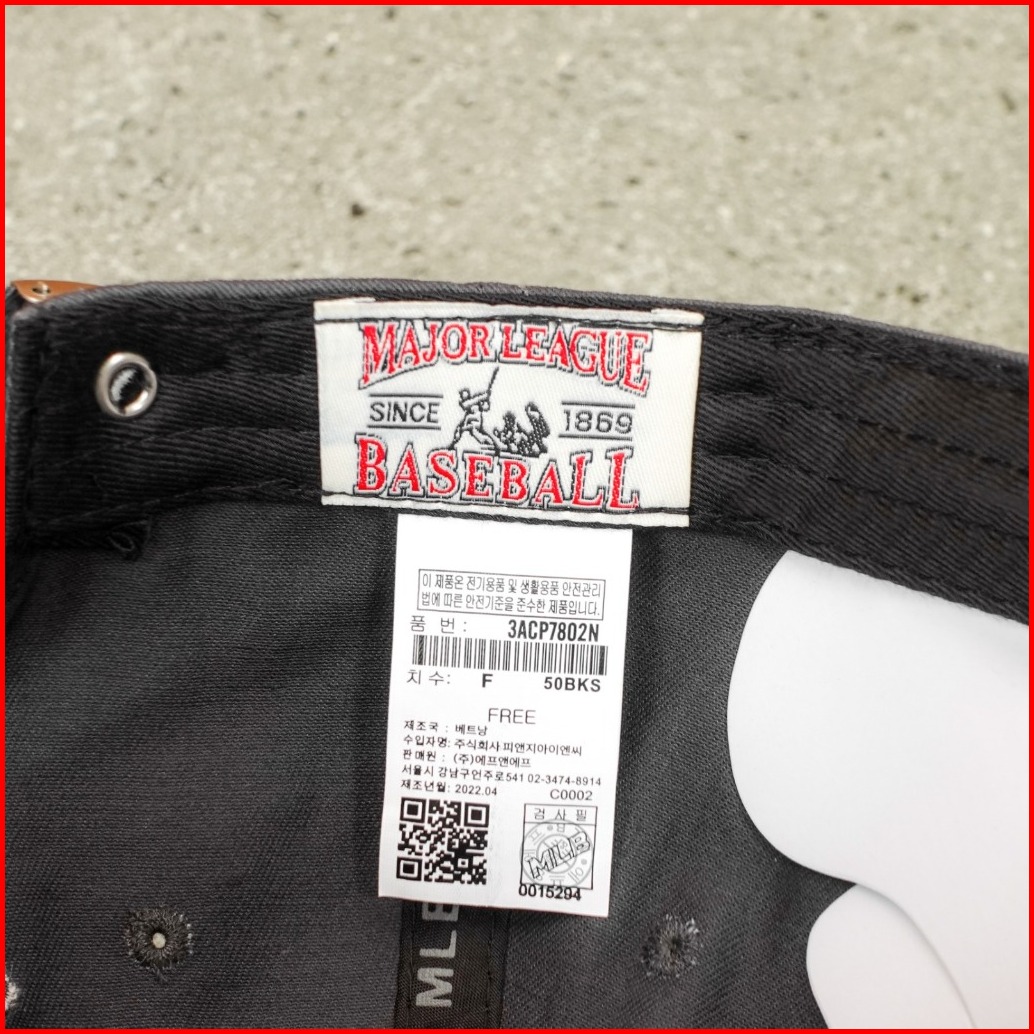 MAJOR LEAGUE
SINCE 1869
BASEBALL
이 제품은 전기용품 및 생활용품 안전관리
법에 따른 안전기준을 준수한 제품입니다.
품 번 : 3ACP7802N
치수: F 50BKS
FREE
제조국 : 베트남
수입자명: 주식회사 피앤지아이엔씨
판매원 : (주)에프앤에프
서울시 강남구언주로541 02-3474-8914
제조년월: 2022.04 C0002
검 사 필
MLB
0015294
MLB